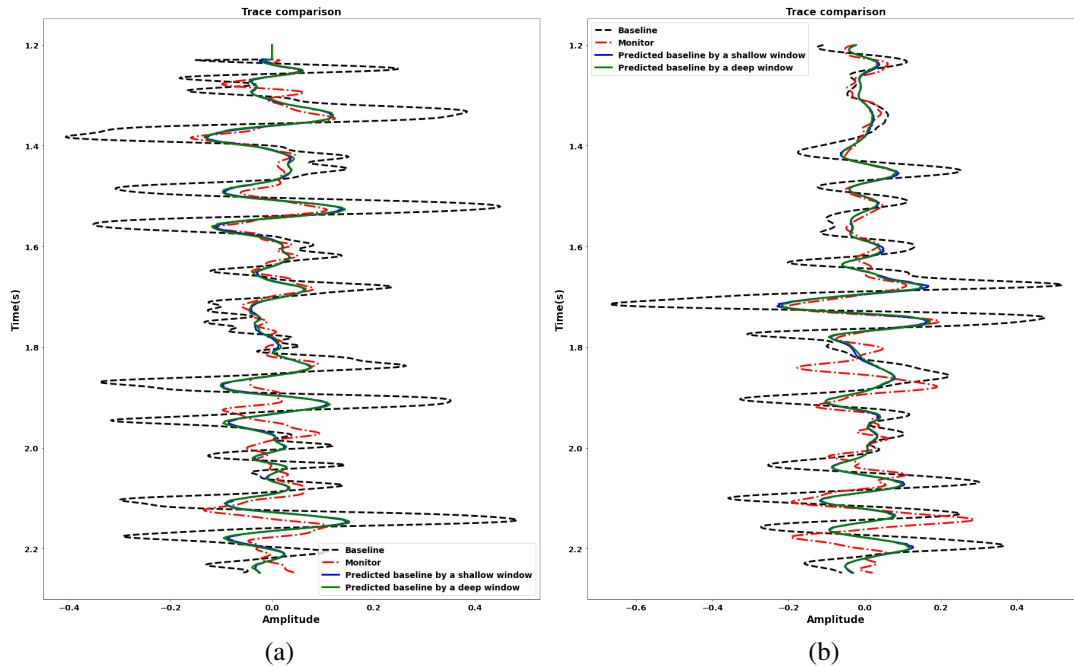 Trace comparison
1.2
1.4
1.6
1.8
2.0
2.2
Time(s)
−0.4
−0.2
0.0
0.2
0.4
Amplitude
Baseline
Monitor
Predicted baseline by a shallow window
Predicted baseline by a deep window
(a)
Trace comparison
Baseline
Monitor
Predicted baseline by a shallow window
Predicted baseline by a deep window
1.2
1.4
1.6
1.8
2.0
2.2
Time(s)
−0.6
−0.4
−0.2
0.0
0.2
0.4
Amplitude
(b)